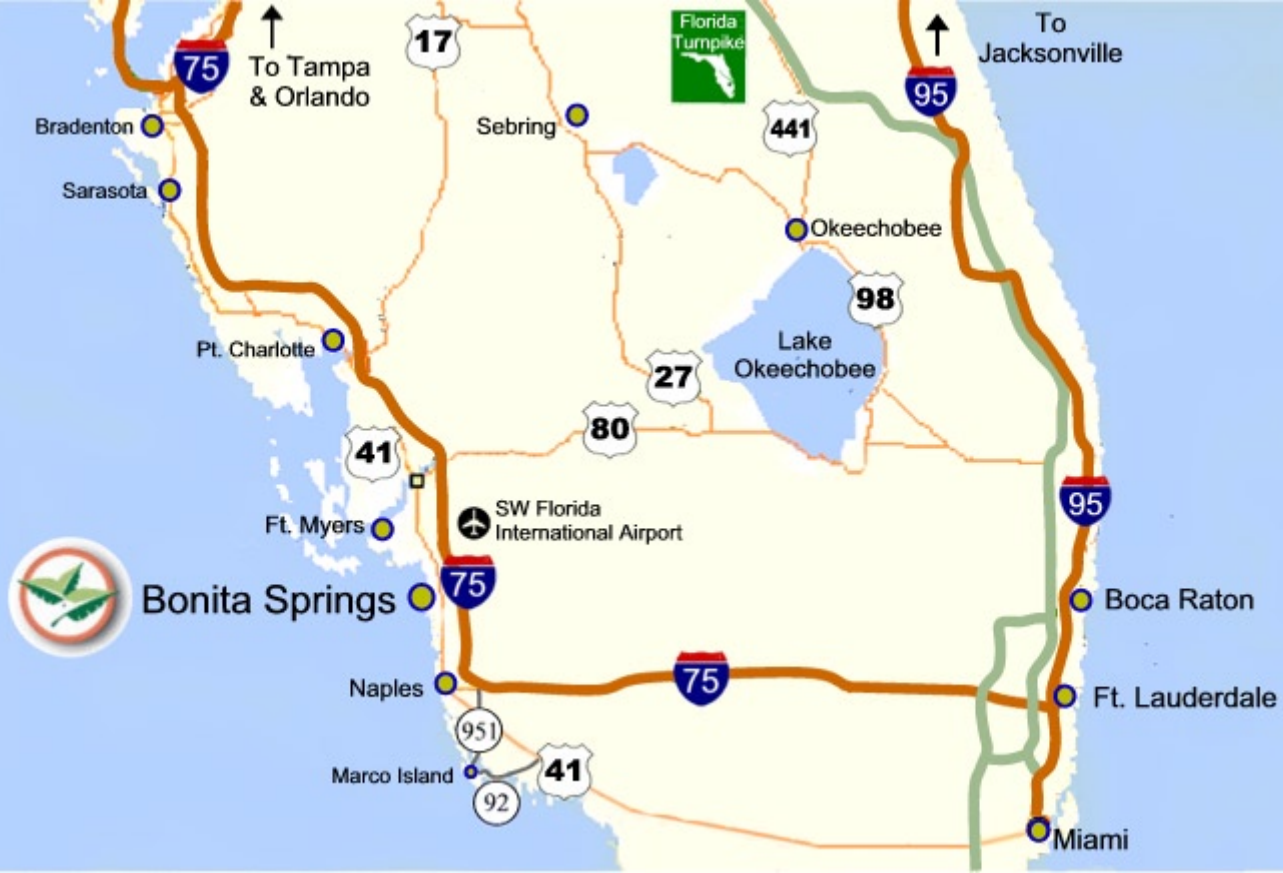 To
Jacksonville
To Tampa
& Orlando
Florida
Turnpike
75
17
95
441
Bradenton
Sebring
Sarasota
Okeechobee
98
Lake
Okeechobee
Pt. Charlotte
27
80
41
95
SW Florida
International Airport
Ft. Myers
75
Bonita Springs
Boca Raton
75
Naples
Ft. Lauderdale
951
41
Marco Island
92
Miami